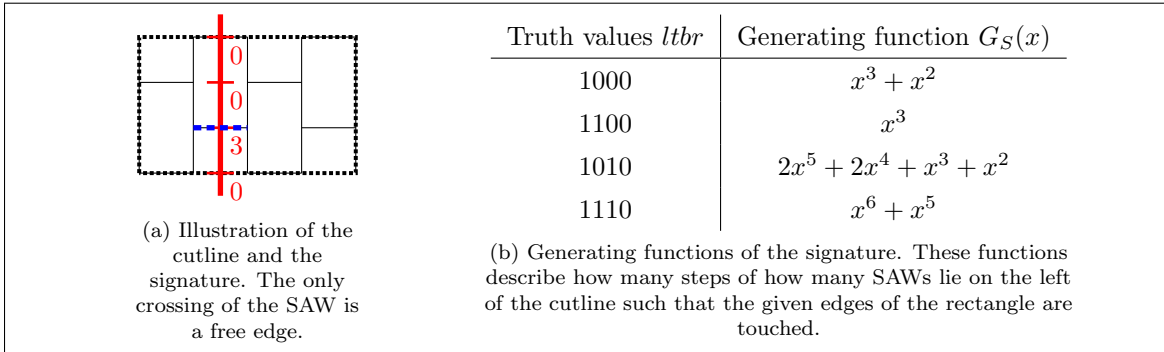 0
0
3
0
(a) Illustration of the
cutline and the
signature. The only
crossing of the SAW is
a free edge.
Truth values ltbr | Generating function G_S(x)
1000 | x^3 + x^2
1100 | x^3
1010 | 2x^5 + 2x^4 + x^3 + x^2
1110 | x^6 + x^5
(b) Generating functions of the signature. These functions
describe how many steps of how many SAWs lie on the left
of the cutline such that the given edges of the rectangle are
touched.